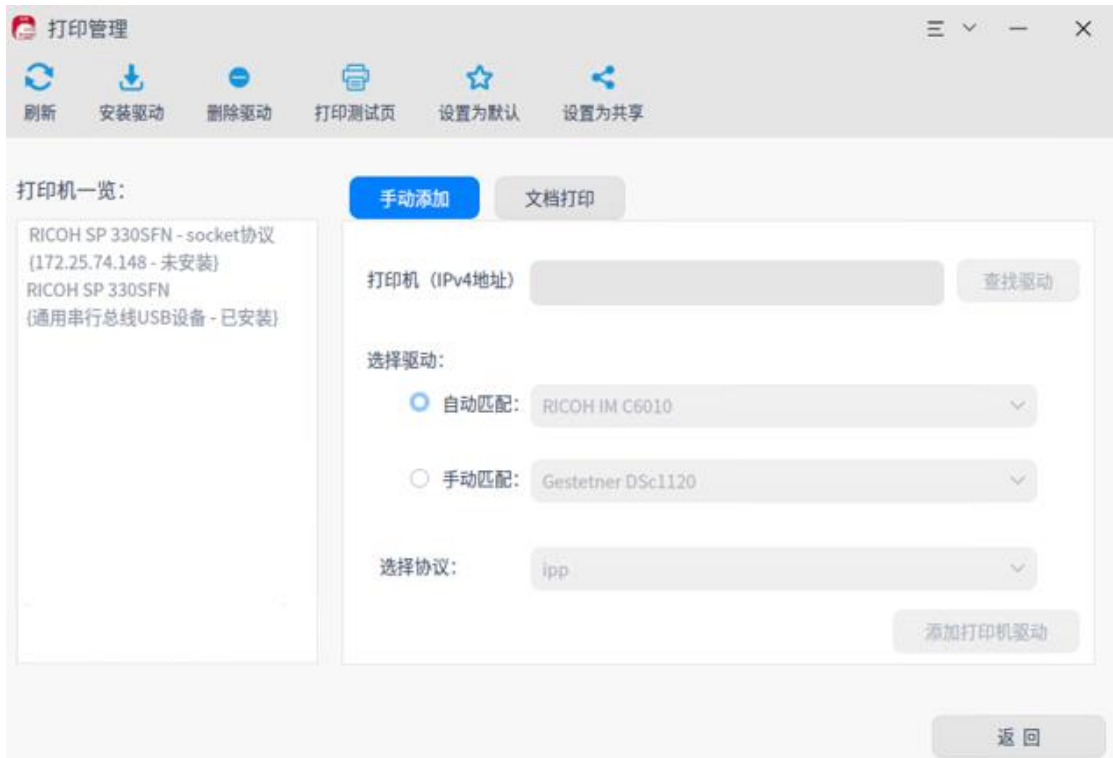 打印管理
刷新
安装驱动
删除驱动
打印测试页
设置为默认
设置为共享
打印机一览：
手动添加
文档打印
RICOH SP 330SFN - socket协议
{172.25.74.148 - 未安装}
RICOH SP 330SFN
{通用串行总线USB设备 - 已安装}
打印机（IPv4地址）
查找驱动
选择驱动：
自动匹配：
RICOH IM C6010
手动匹配：
Gestetner DSc1120
选择协议：
ipp
添加打印机驱动
返 回